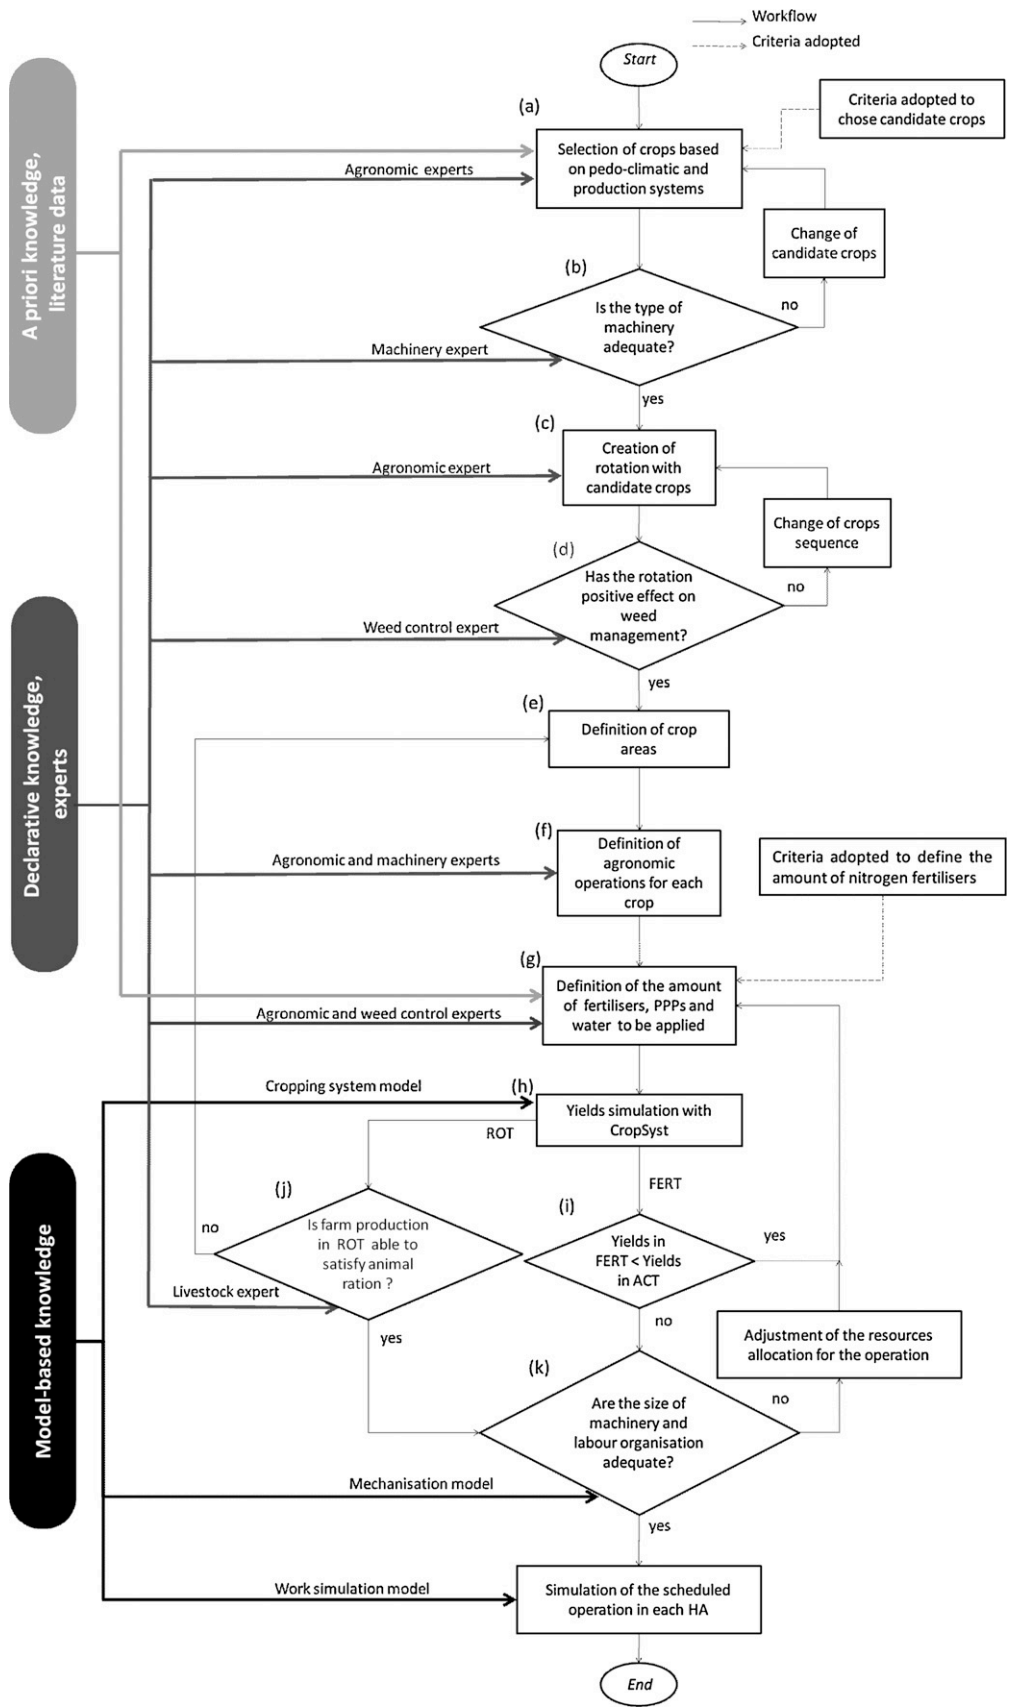 Workflow
Criteria adopted
Start
(a)
Criteria adopted to
chose candidate crops
Selection of crops based
on pedo-climatic and
production systems
Agronomic experts
A priori knowledge,
literature data
Change of
candidate crops
(b)
no
Is the type of
machinery
adequate?
Machinery expert
yes
(c)
Creation of
rotation with
candidate crops
Agronomic expert
Change of crops
sequence
(d)
no
Has the rotation
positive effect on
weed
management?
Weed control expert
yes
(e)
Definition of crop
areas
Declarative knowledge,
experts
(f)
Definition of
agronomic
operations for each
crop
Agronomic and machinery experts
Criteria adopted to define the
amount of nitrogen fertilisers
(g)
Definition of the amount
of fertilisers, PPPs and
water to be applied
Agronomic and weed control experts
Cropping system model
(h)
Yields simulation with
CropSyst
ROT
FERT
(j)
(i)
no
Is farm production
in ROT able to
satisfy animal
ration ?
Yields in
FERT < Yields
in ACT
yes
Livestock expert
yes
no
Adjustment of the resources
allocation for the operation
Model-based knowledge
(k)
no
Are the size of
machinery and
labour organisation
adequate?
Mechanisation model
yes
Work simulation model
Simulation of the scheduled
operation in each HA
End